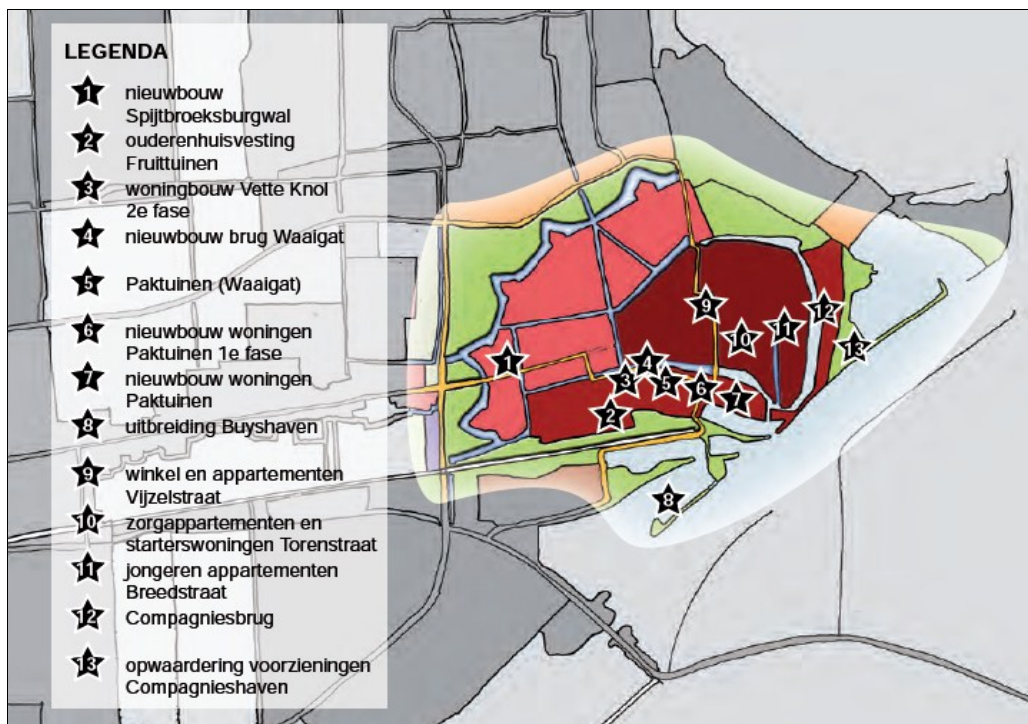 LEGENDA
1 nieuwbouw
Spijtbroeksburgwal
2 ouderenhuisvesting
Fruittuinen
3 woningbouw Vette Knol
2e fase
4 nieuwbouw brug Waaigat
5 Paktuinen (Waaigat)
6 nieuwbouw woningen
Paktuinen 1e fase
7 nieuwbouw woningen
Paktuinen
8 uitbreiding Buyshaven
9 winkel en appartementen
Vijzelstraat
10 zorgappartementen en
starterswoningen Torenstraat
11 jongeren appartementen
Breedstraat
12 Compagniesbrug
13 opwaardering voorzieningen
Compagnieshaven
9
12
11
10
13
1
4
3
5
6
7
2
8